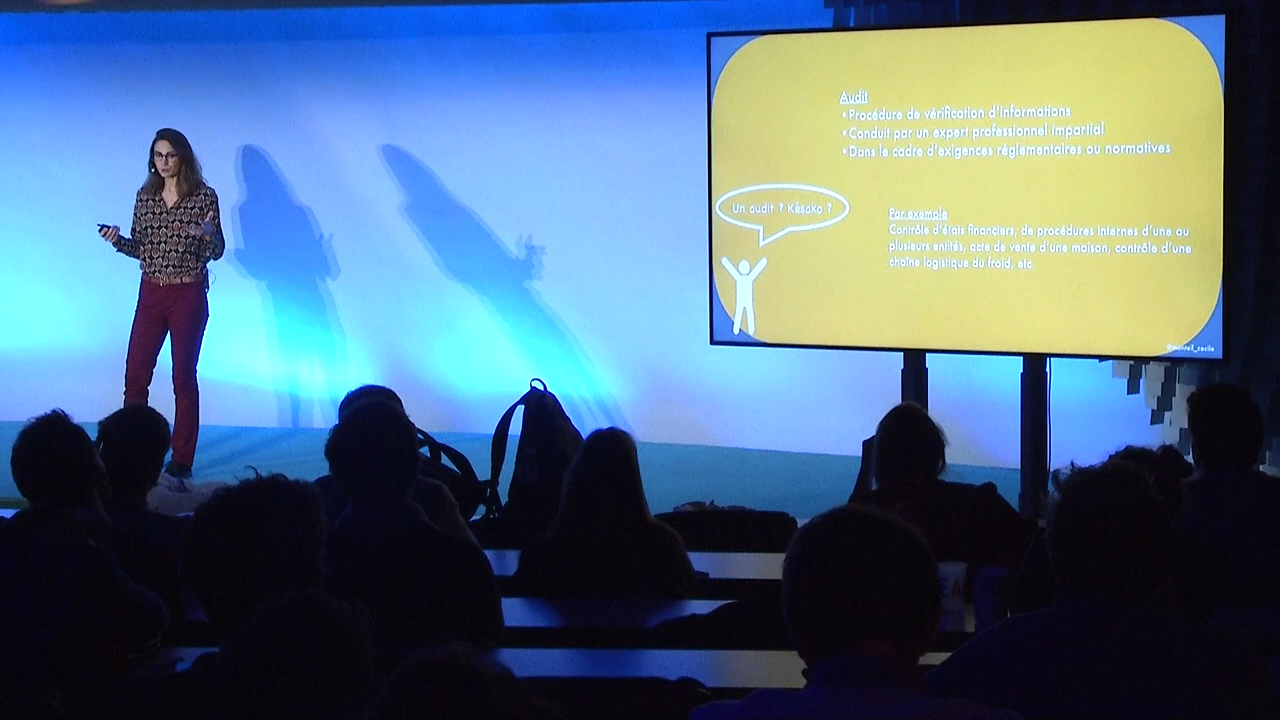 Audit
• Procédure de vérification d'informations
• Conduit par un expert professionnel impartial
• Dans le cadre d'exigences réglementaires ou normatives
Un audit ? Késako ?
Par exemple
Contrôle d'états financiers, de procédures internes d'une ou
plusieurs entités, acte de vente d'une maison, contrôle d'une
chaîne logistique du froid, etc.
@monteil_cecile